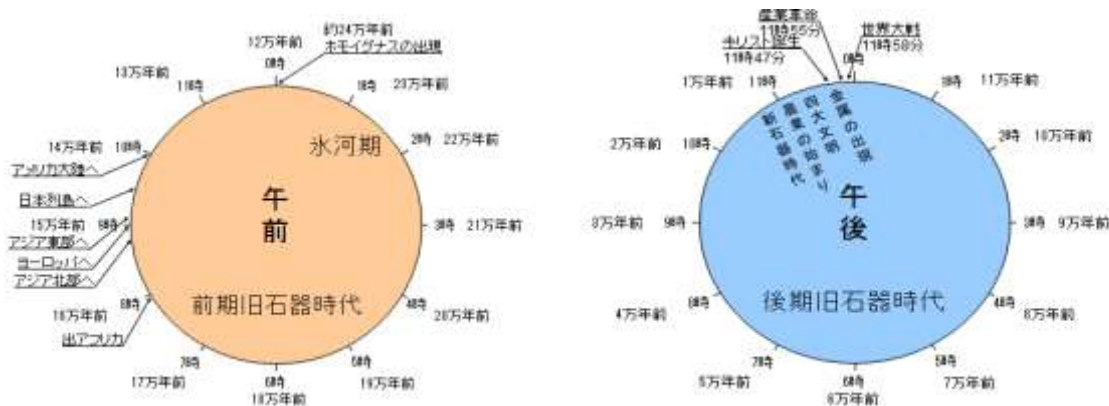 約24万年前
ホモイグナスの出現
12万年前
0時
13万年前
11時
1時
23万年前
14万年前
10時
氷河期
2時
22万年前
アメリカ大陸へ
日本列島へ
15万年前
9時
午前
3時
21万年前
アジア東部へ
ヨーロッパへ
アジア北部へ
16万年前
8時
前期旧石器時代
4時
20万年前
出アフリカ
7時
17万年前
5時
19万年前
6時
18万年前
産業革命
11時55分
世界大戦
11時58分
キリスト誕生
11時47分
0時
1万年前
11時
1時
11万年前
新石器時代
農業の始まり
四大文明
金属の出現
2万年前
10時
2時
10万年前
3万年前
9時
午後
3時
9万年前
4万年前
8時
後期旧石器時代
4時
8万年前
5万年前
7時
5時
7万年前
6時
6万年前